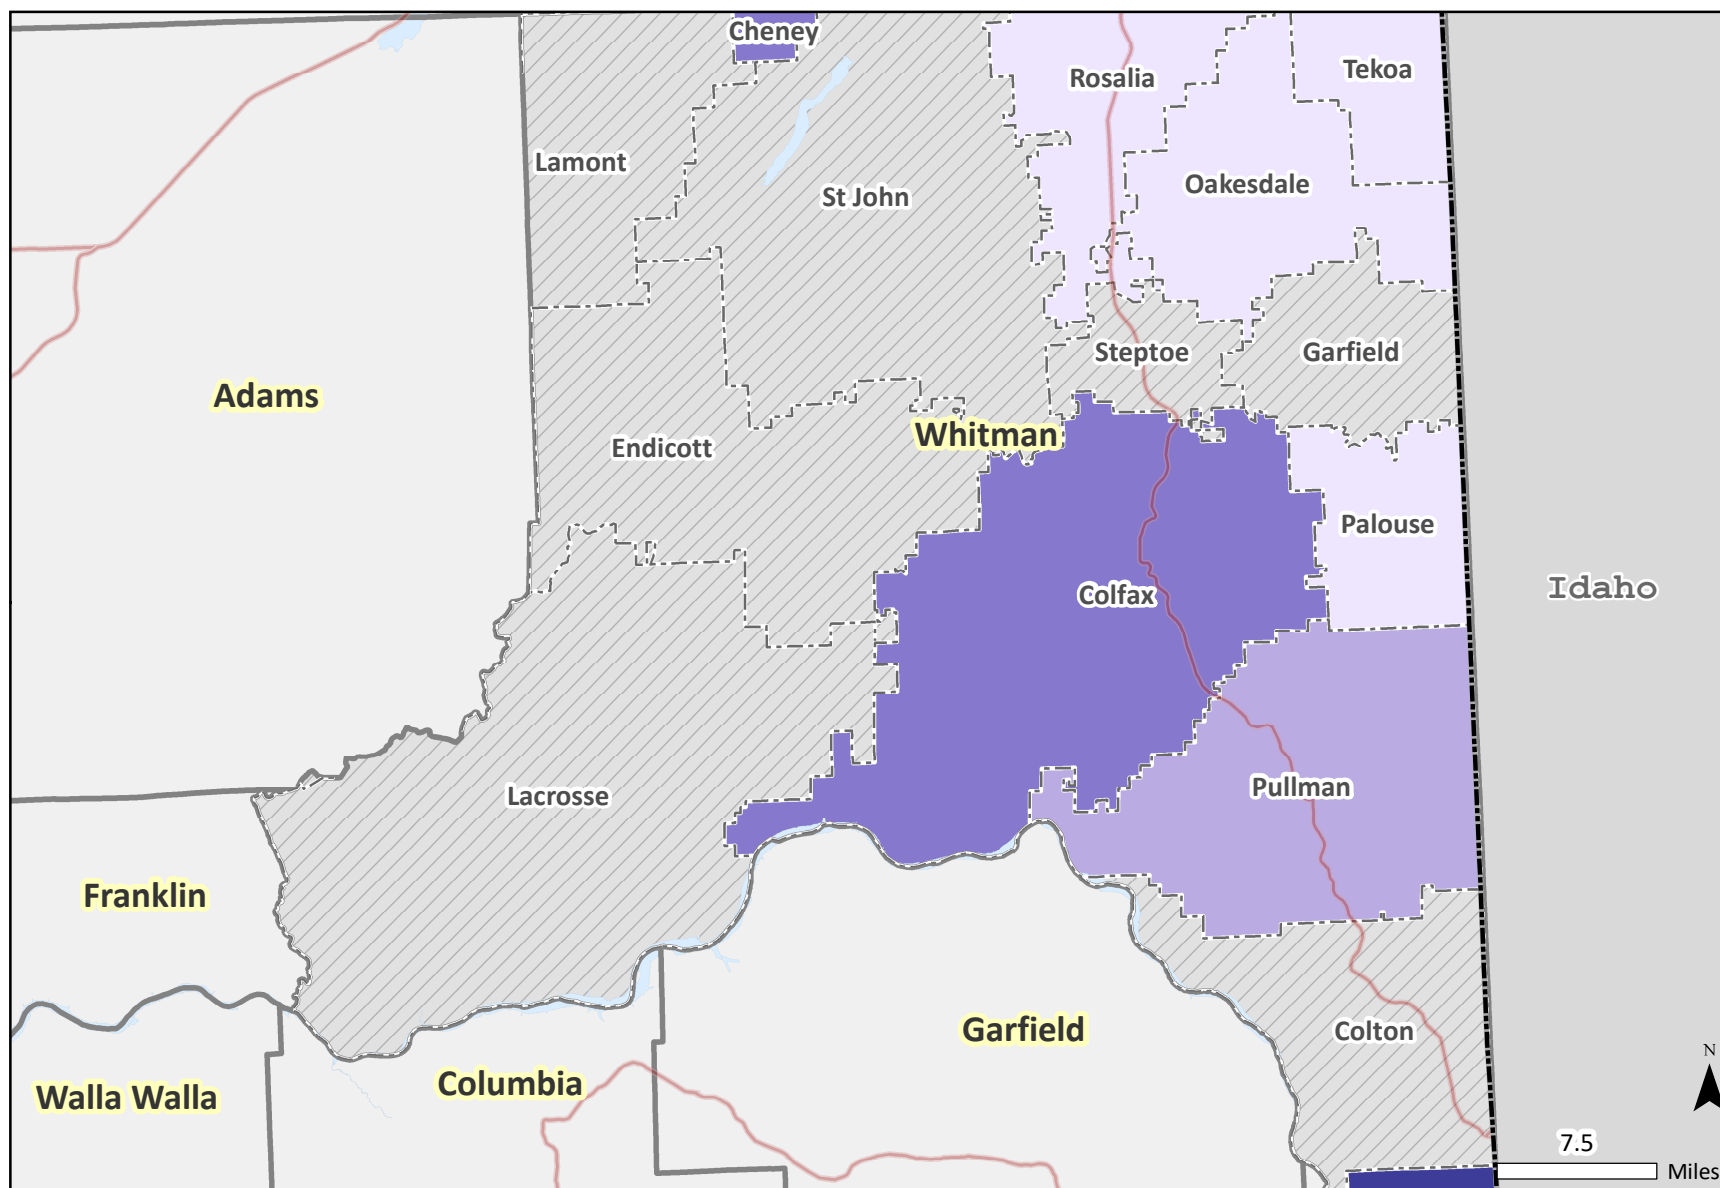 Cheney
Rosalia
Tekoa
Lamont
St John
Oakesdale
Steptoe
Garfield
Adams
Whitman
Endicott
Palouse
Colfax
Idaho
Lacrosse
Pullman
Franklin
Garfield
Colton
Columbia
Walla Walla
N
7.5
Miles